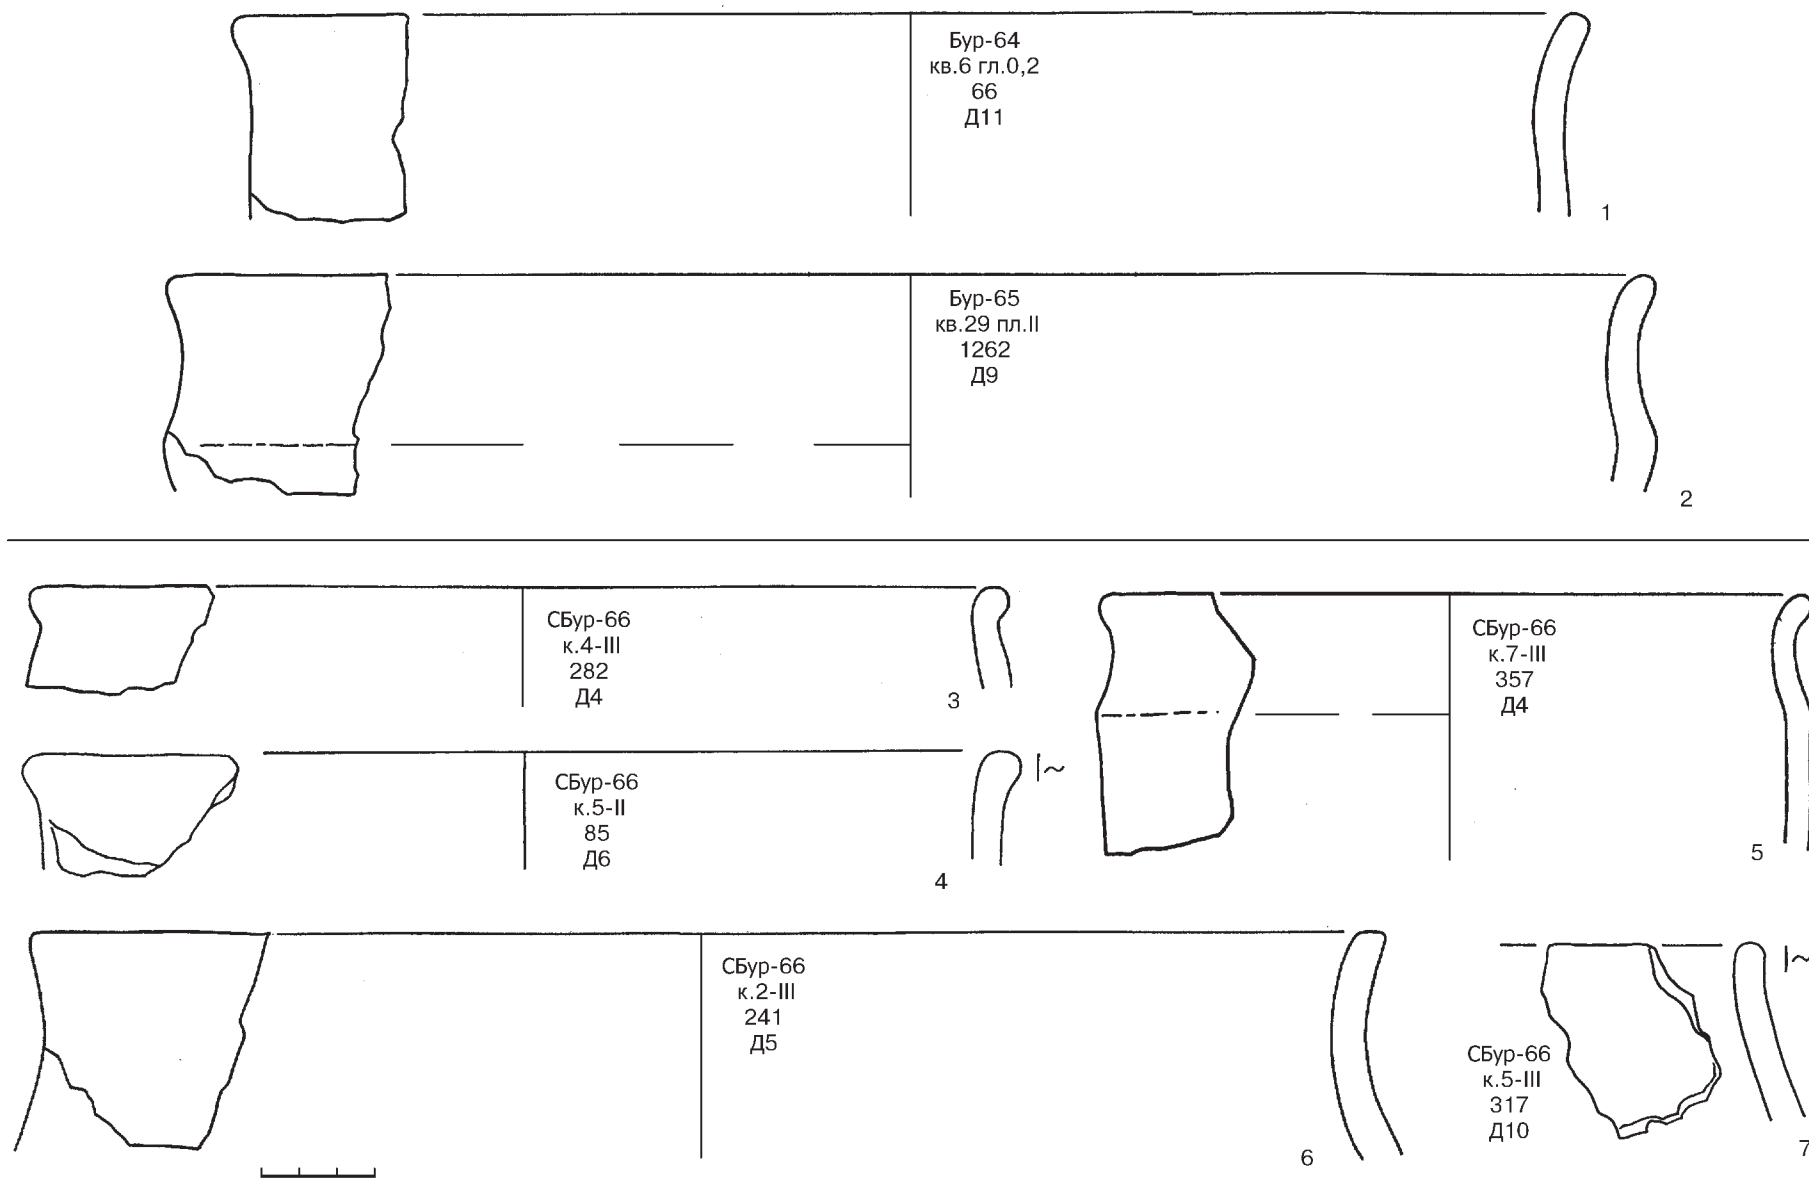 Бур-64
кв.6 гл.0,2
66
Д11
1
Бур-65
кв.29 пл.II
1262
Д9
2
СБур-66
к.4-III
282
Д4
3
СБур-66
к.5-II
85
Д6
4
СБур-66
к.7-III
357
Д4
5
СБур-66
к.2-III
241
Д5
6
СБур-66
к.5-III
317
Д10
7